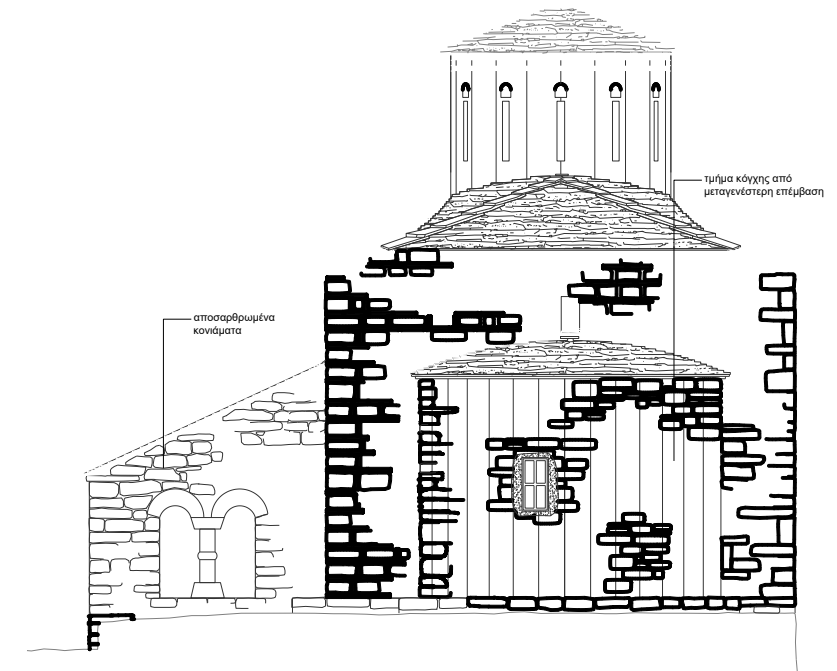 τμήμα κόγχης από
μεταγενέστερη επέμβαση
αποσαρθρωμένα
κονιάματα